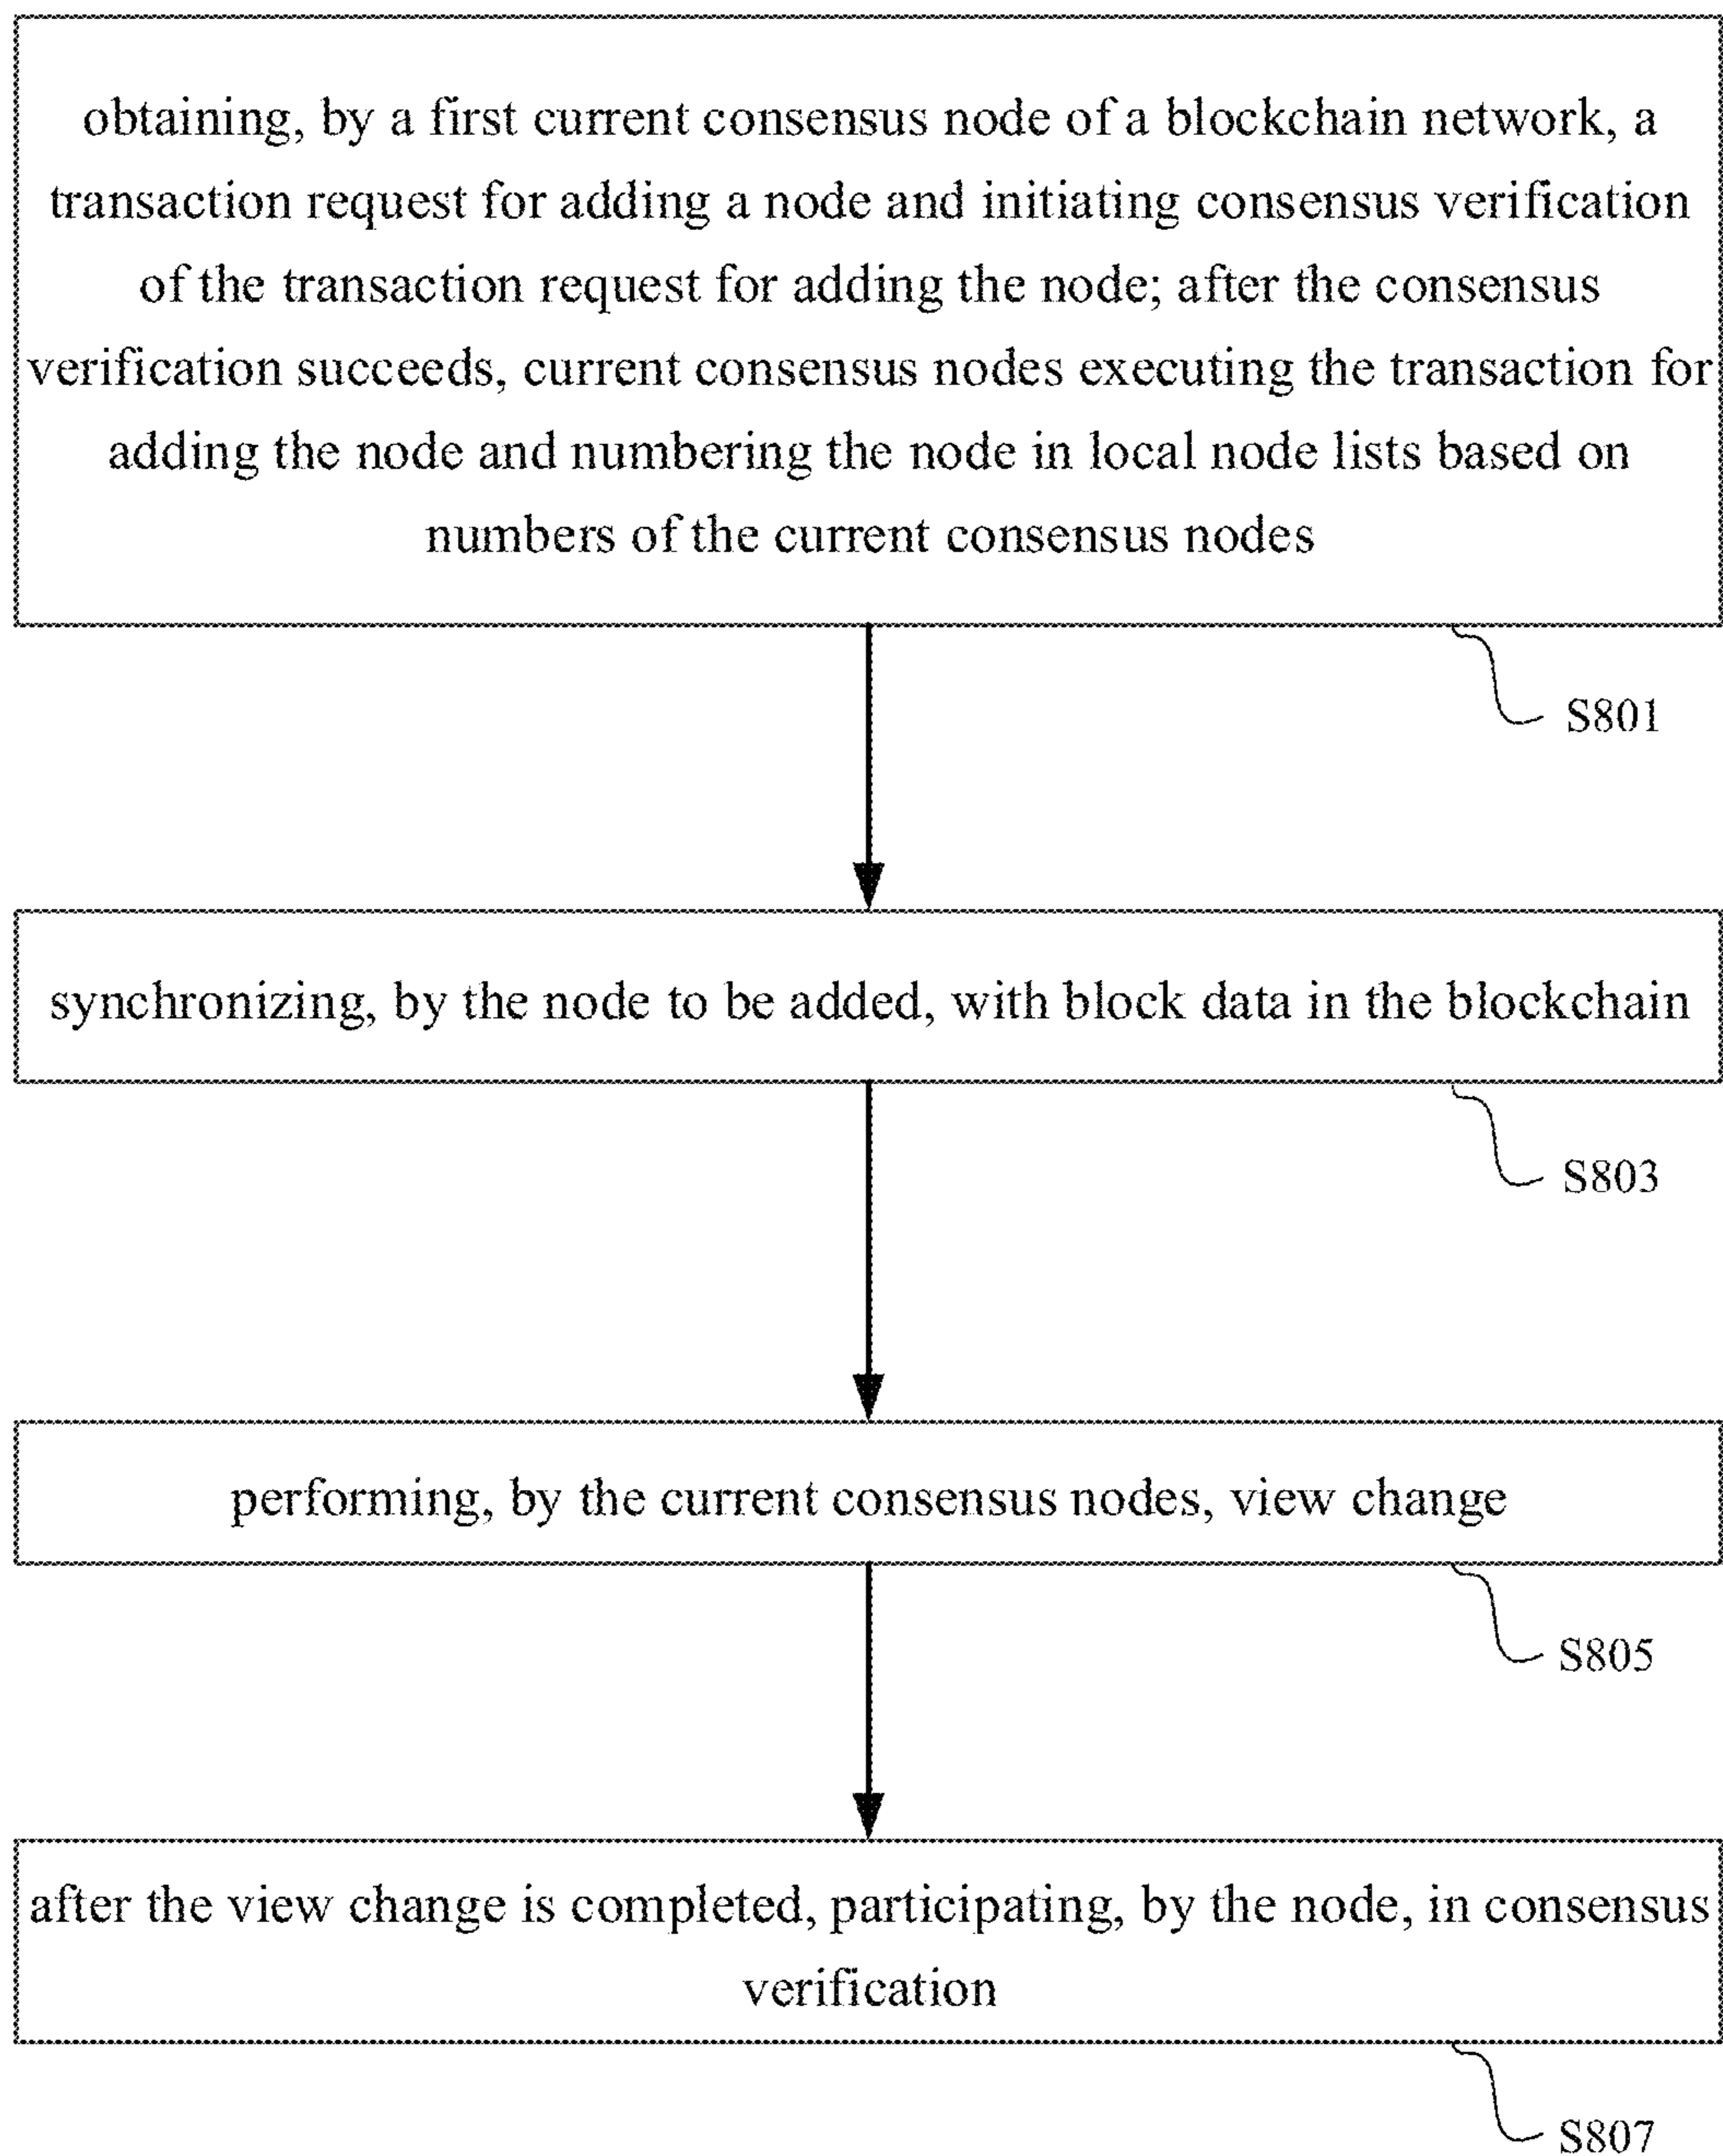 obtaining, by a first current consensus node of a blockchain network, a
transaction request for adding a node and initiating consensus verification
of the transaction request for adding the node; after the consensus
verification succeeds, current consensus nodes executing the transaction for
adding the node and numbering the node in local node lists based on
numbers of the current consensus nodes
S801
synchronizing, by the node to be added, with block data in the blockchain
S803
performing, by the current consensus nodes, view change
S805
after the view change is completed, participating, by the node, in consensus
verification
S807